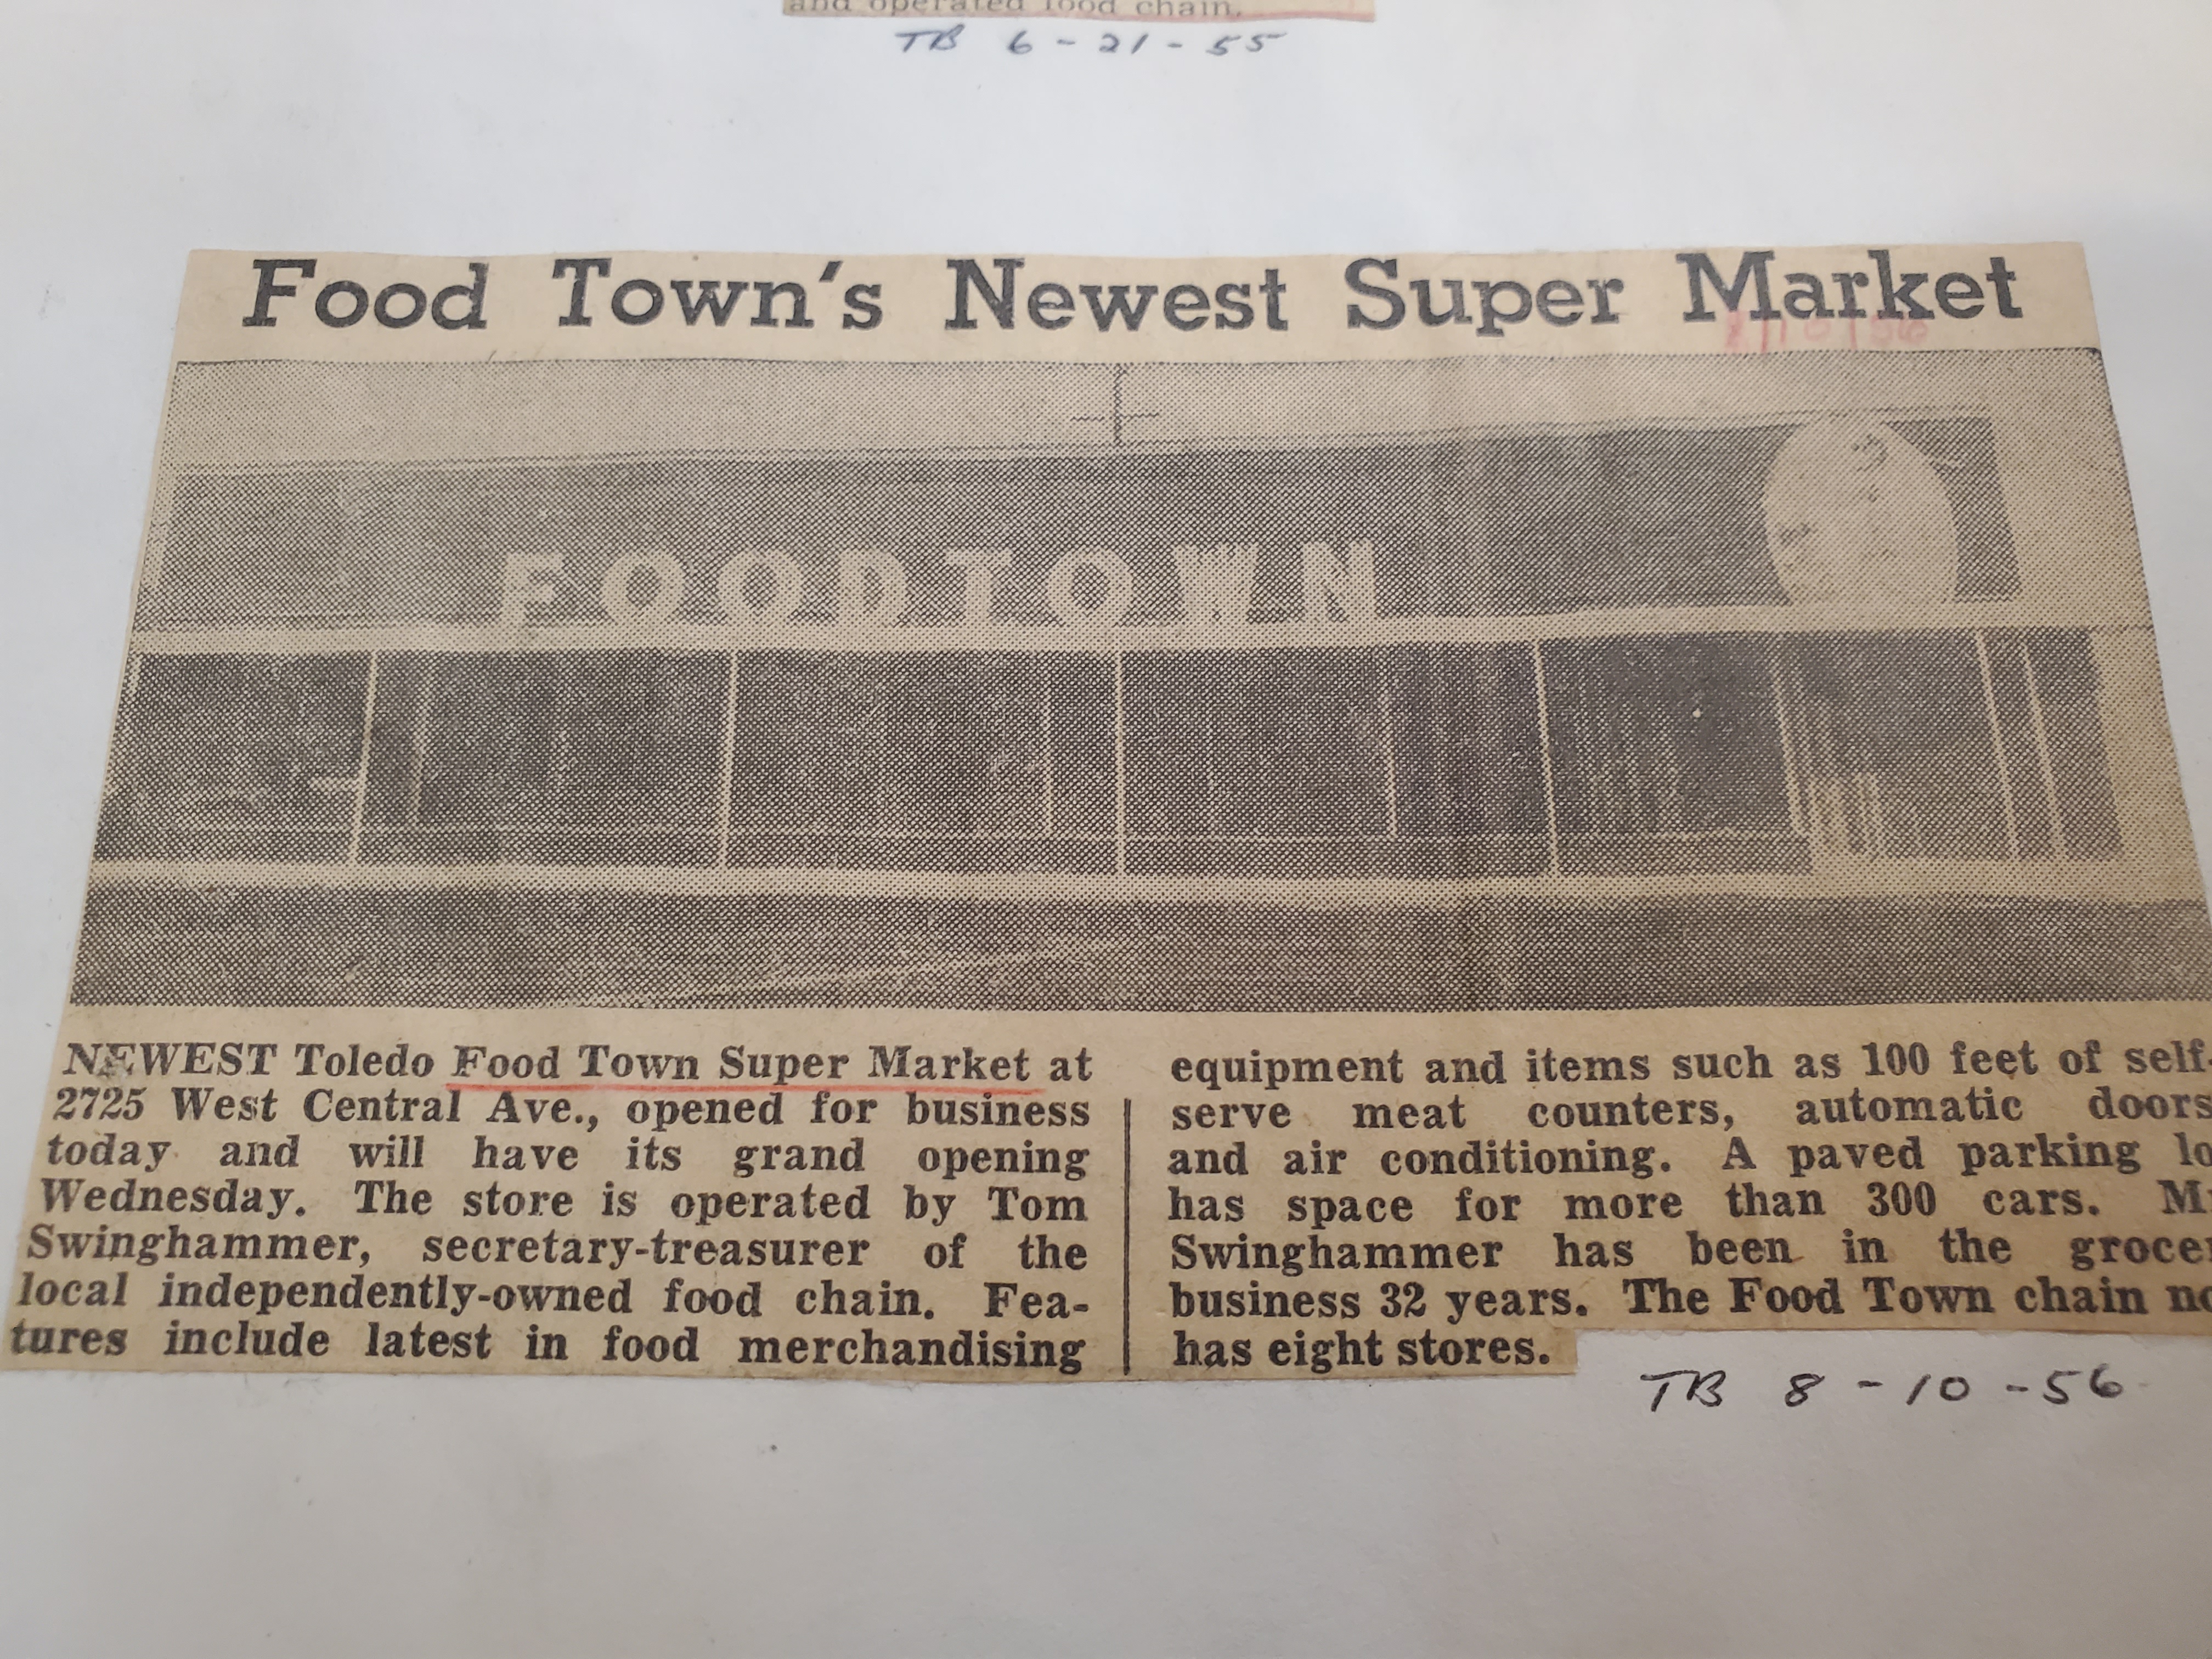 and operated food chain.
TB 6-21-55
Food Town's Newest Super Market
8/10/56
FOODTOWN
NEWEST Toledo Food Town Super Market at
2725 West Central Ave., opened for business
today and will have its grand opening
Wednesday. The store is operated by Tom
Swinghammer, secretary-treasurer of the
local independently-owned food chain. Fea-
tures include latest in food merchandising
equipment and items such as 100 feet of self-
serve meat counters, automatic doors
and air conditioning. A paved parking lo
has space for more than 300 cars. M
Swinghammer has been in the grocer
business 32 years. The Food Town chain no
has eight stores.
TB 8-10-56